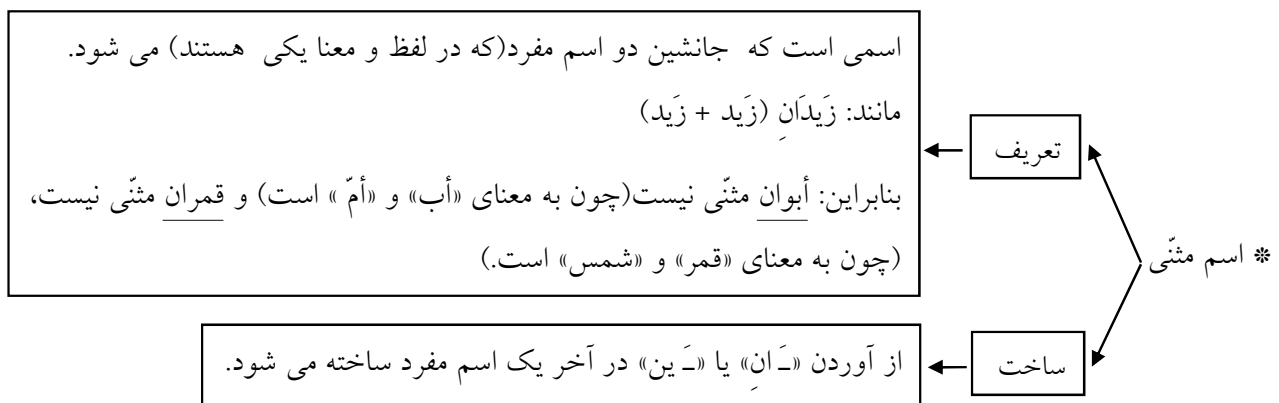 * اسم مثنّی
تعریف
اسمی است که جانشین دو اسم مفرد(که در لفظ و معنا یکی هستند) می شود.
مانند: زَیدَانِ (زَید + زَید)
بنابراین: أبوان مثنّی نیست(چون به معنای «أب» و «أمّ » است) و قمران مثنّی نیست،
(چون به معنای «قمر» و «شمس» است.)
ساخت
از آوردن «ـَ انِ» یا «ـَ ینِ» در آخر یک اسم مفرد ساخته می شود.